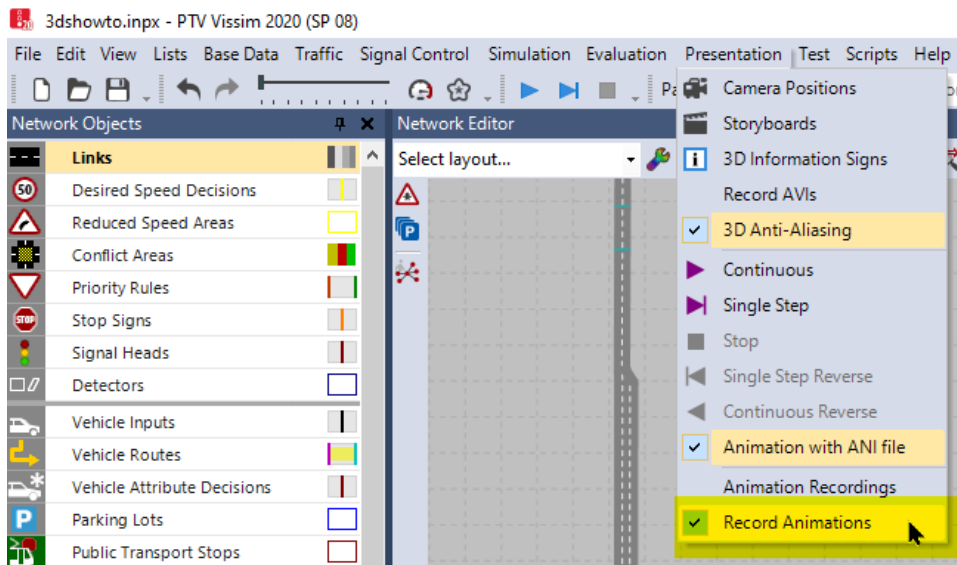 3dshowto.inpx - PTV Vissim 2020 (SP 08)
File Edit View Lists Base Data Traffic Signal Control Simulation Evaluation Presentation Test Scripts Help
Network Objects
Network Editor
Links
Desired Speed Decisions
Reduced Speed Areas
Conflict Areas
Priority Rules
Stop Signs
Signal Heads
Detectors
Vehicle Inputs
Vehicle Routes
Vehicle Attribute Decisions
Parking Lots
Public Transport Stops
50
STOP
P
Select layout...
P
Camera Positions
Storyboards
3D Information Signs
Record AVIs
3D Anti-Aliasing
Continuous
Single Step
Stop
Single Step Reverse
Continuous Reverse
Animation with ANI file
Animation Recordings
Record Animations